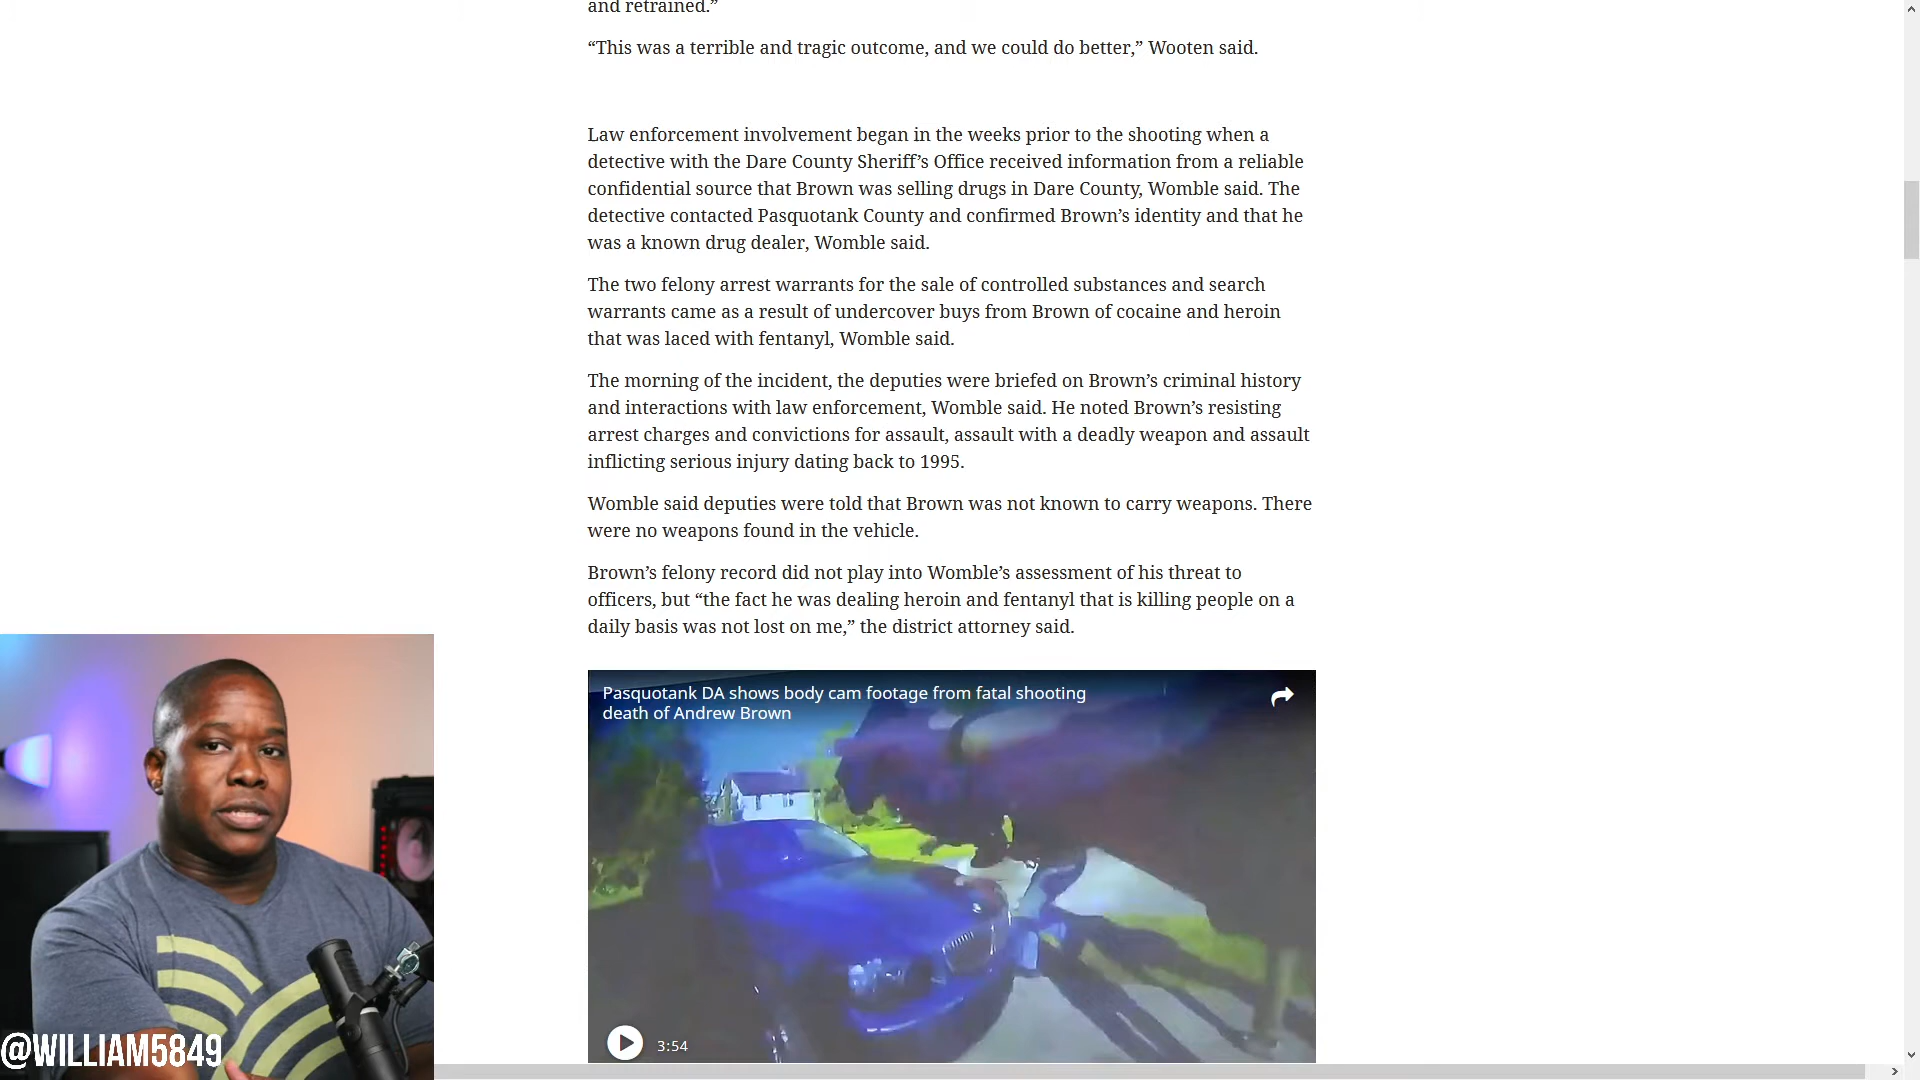 and retrained.”
“This was a terrible and tragic outcome, and we could do better,” Wooten said.
Law enforcement involvement began in the weeks prior to the shooting when a
detective with the Dare County Sheriff’s Office received information from a reliable
confidential source that Brown was selling drugs in Dare County, Womble said. The
detective contacted Pasquotank County and confirmed Brown’s identity and that he
was a known drug dealer, Womble said.
The two felony arrest warrants for the sale of controlled substances and search
warrants came as a result of undercover buys from Brown of cocaine and heroin
that was laced with fentanyl, Womble said.
The morning of the incident, the deputies were briefed on Brown’s criminal history
and interactions with law enforcement, Womble said. He noted Brown’s resisting
arrest charges and convictions for assault, assault with a deadly weapon and assault
inflicting serious injury dating back to 1995.
Womble said deputies were told that Brown was not known to carry weapons. There
were no weapons found in the vehicle.
Brown’s felony record did not play into Womble’s assessment of his threat to
officers, but “the fact he was dealing heroin and fentanyl that is killing people on a
daily basis was not lost on me,” the district attorney said.
Pasquotank DA shows body cam footage from fatal shooting
death of Andrew Brown
3:54
@WILLIAM5849